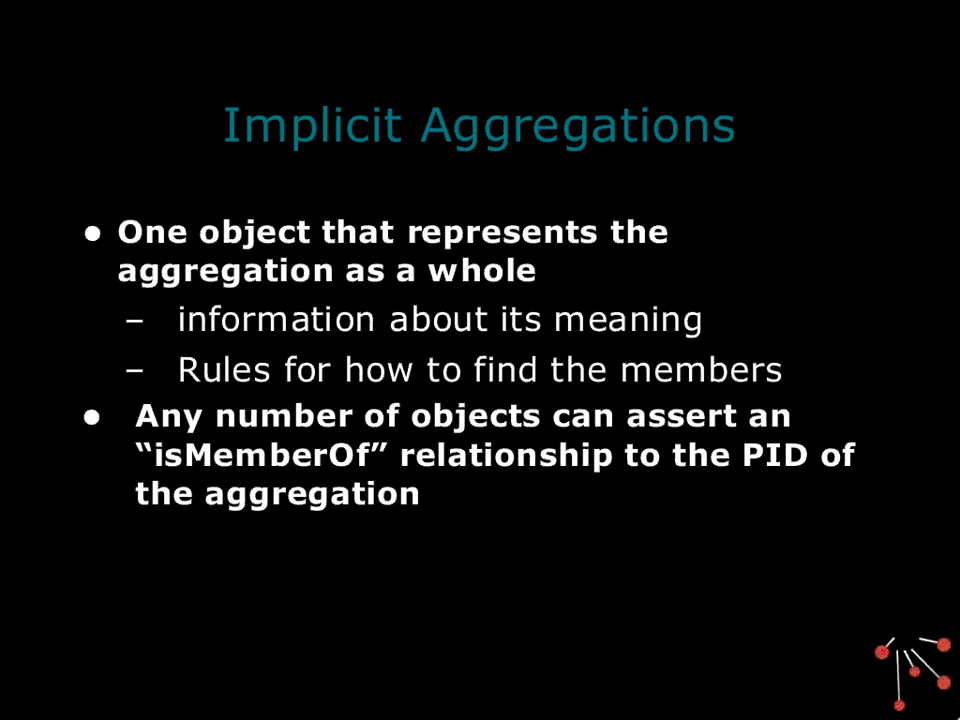 Implicit Aggregations
• One object that represents the
aggregation as a whole
– information about its meaning
– Rules for how to find the members
• Any number of objects can assert an
“isMemberOf” relationship to the PID of
the aggregation